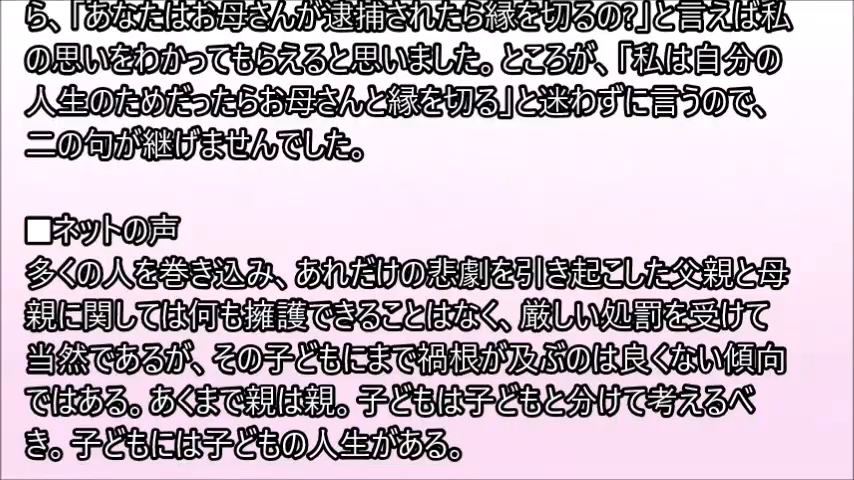 ら、「あなたはお母さんが逮捕されたら縁を切るの?」と言えば私
の思いをわかってもらえると思いました。ところが、「私は自分の
人生のためだったらお母さんと縁を切る」と迷わずに言うので、
二の句が継げませんでした。
■ネットの声
多くの人を巻き込み、あれだけの悲劇を引き起こした父親と母
親に関しては何も擁護できることはなく、厳しい処罰を受けて
当然であるが、その子どもにまで禍根が及ぶのは良くない傾向
ではある。あくまで親は親。子どもは子どもと分けて考えるべ
き。子どもには子どもの人生がある。